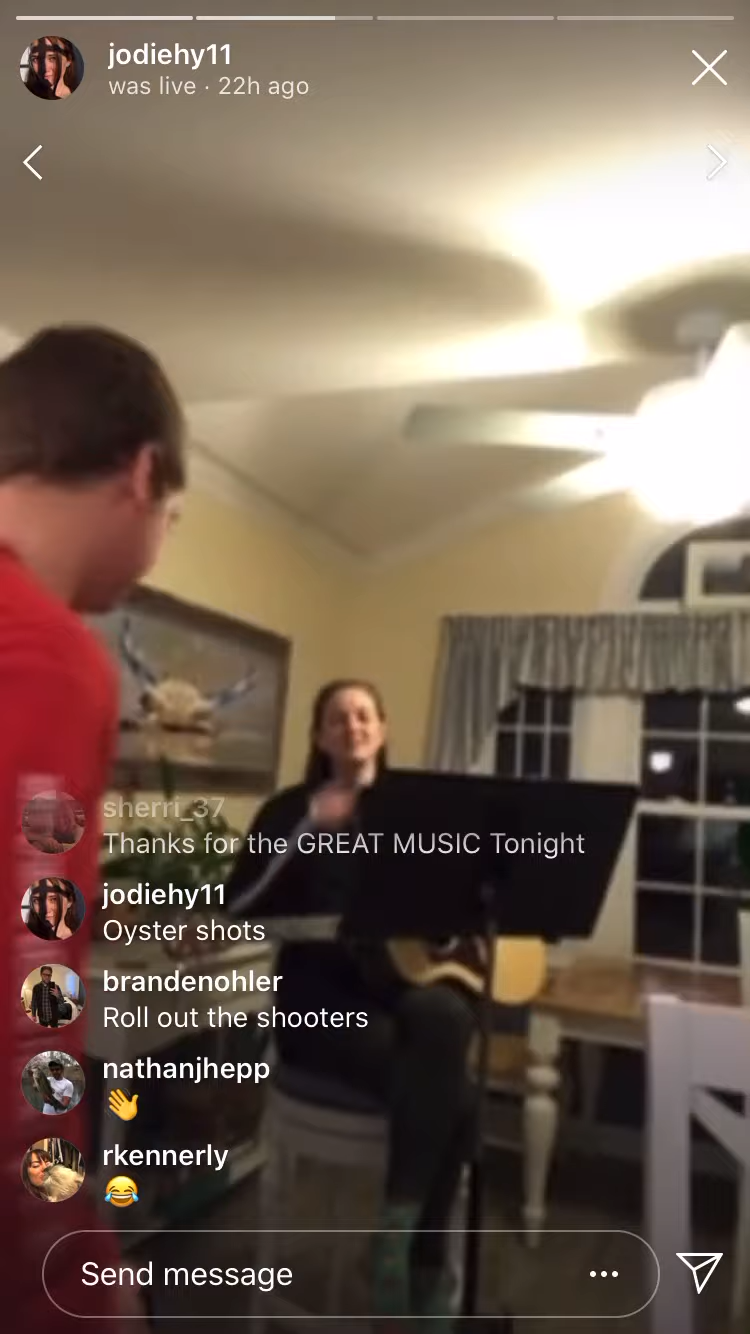 jodiehy11
was live · 22h ago
sherri_37
Thanks for the GREAT MUSIC Tonight
jodiehy11
Oyster shots
brandenohler
Roll out the shooters
nathanjhepp
👋
rkennerly
😂
Send message